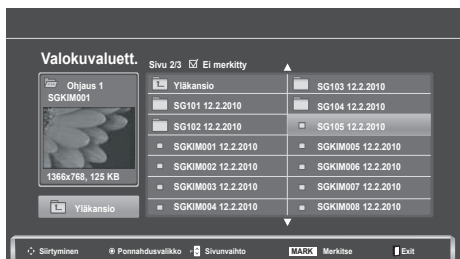 Valokuvaluett.
Sivu 2/3 Ei merkitty
Ohjaus 1
SGKIM001
1366x768, 125 KB
Yläkansio
Yläkansio
SG101 12.2.2010
SG102 12.2.2010
SGKIM001 12.2.2010
SGKIM002 12.2.2010
SGKIM003 12.2.2010
SGKIM004 12.2.2010
SG103 12.2.2010
SG104 12.2.2010
SG105 12.2.2010
SGKIM005 12.2.2010
SGKIM006 12.2.2010
SGKIM007 12.2.2010
SGKIM008 12.2.2010
Siirtyminen Ponnahdusvalikko Sivunvaihto MARK Merkitse Exit